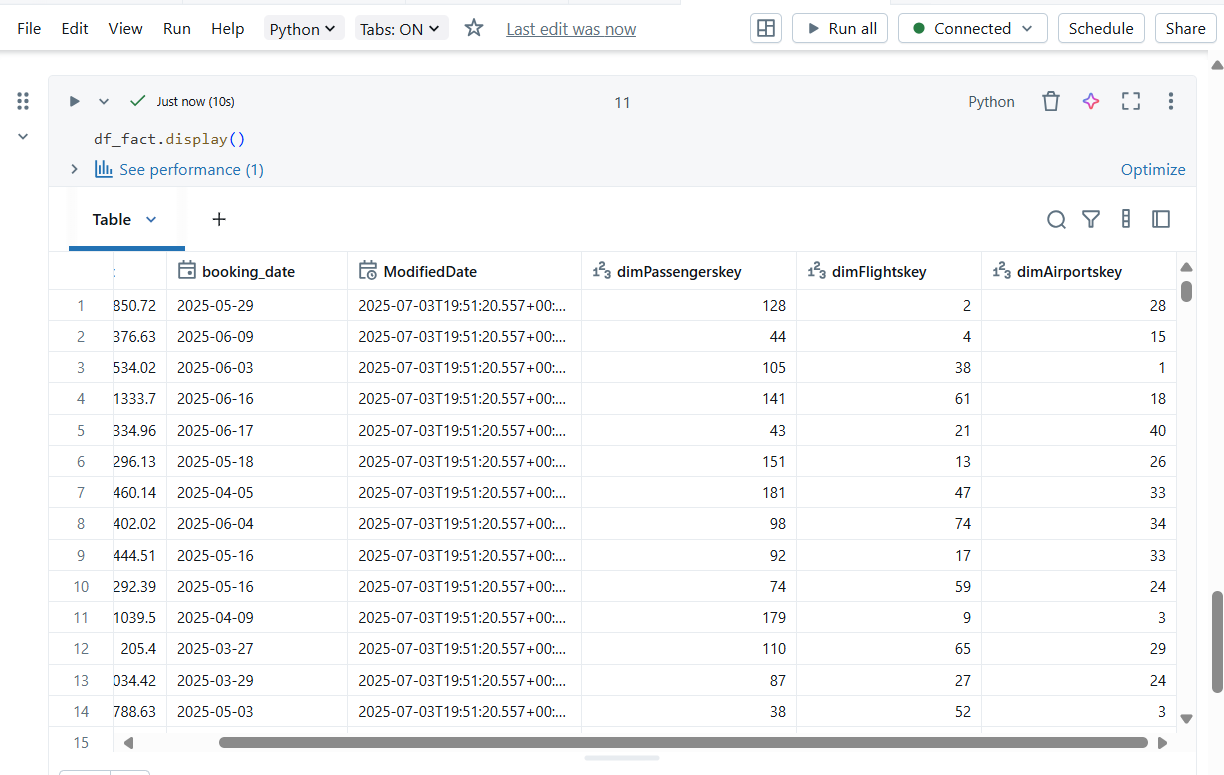 File Edit View Run Help Python Tabs: ON Last edit was now Run all Connected Schedule Share
Just now (10s) 11 Python
df_fact.display()
See performance (1) Optimize
Table +
booking_date ModifiedDate 123 dimPassengerskey 123 dimFlightskey 123 dimAirportskey
1 850.72 2025-05-29 2025-07-03T19:51:20.557+00:... 128 2 28
2 376.63 2025-06-09 2025-07-03T19:51:20.557+00:... 44 4 15
3 534.02 2025-06-03 2025-07-03T19:51:20.557+00:... 105 38 1
4 1333.7 2025-06-16 2025-07-03T19:51:20.557+00:... 141 61 18
5 334.96 2025-06-17 2025-07-03T19:51:20.557+00:... 43 21 40
6 296.13 2025-05-18 2025-07-03T19:51:20.557+00:... 151 13 26
7 460.14 2025-04-05 2025-07-03T19:51:20.557+00:... 181 47 33
8 402.02 2025-06-04 2025-07-03T19:51:20.557+00:... 98 74 34
9 444.51 2025-05-16 2025-07-03T19:51:20.557+00:... 92 17 33
10 292.39 2025-05-16 2025-07-03T19:51:20.557+00:... 74 59 24
11 1039.5 2025-04-09 2025-07-03T19:51:20.557+00:... 179 9 3
12 205.4 2025-03-27 2025-07-03T19:51:20.557+00:... 110 65 29
13 034.42 2025-03-29 2025-07-03T19:51:20.557+00:... 87 27 24
14 788.63 2025-05-03 2025-07-03T19:51:20.557+00:... 38 52 3
15